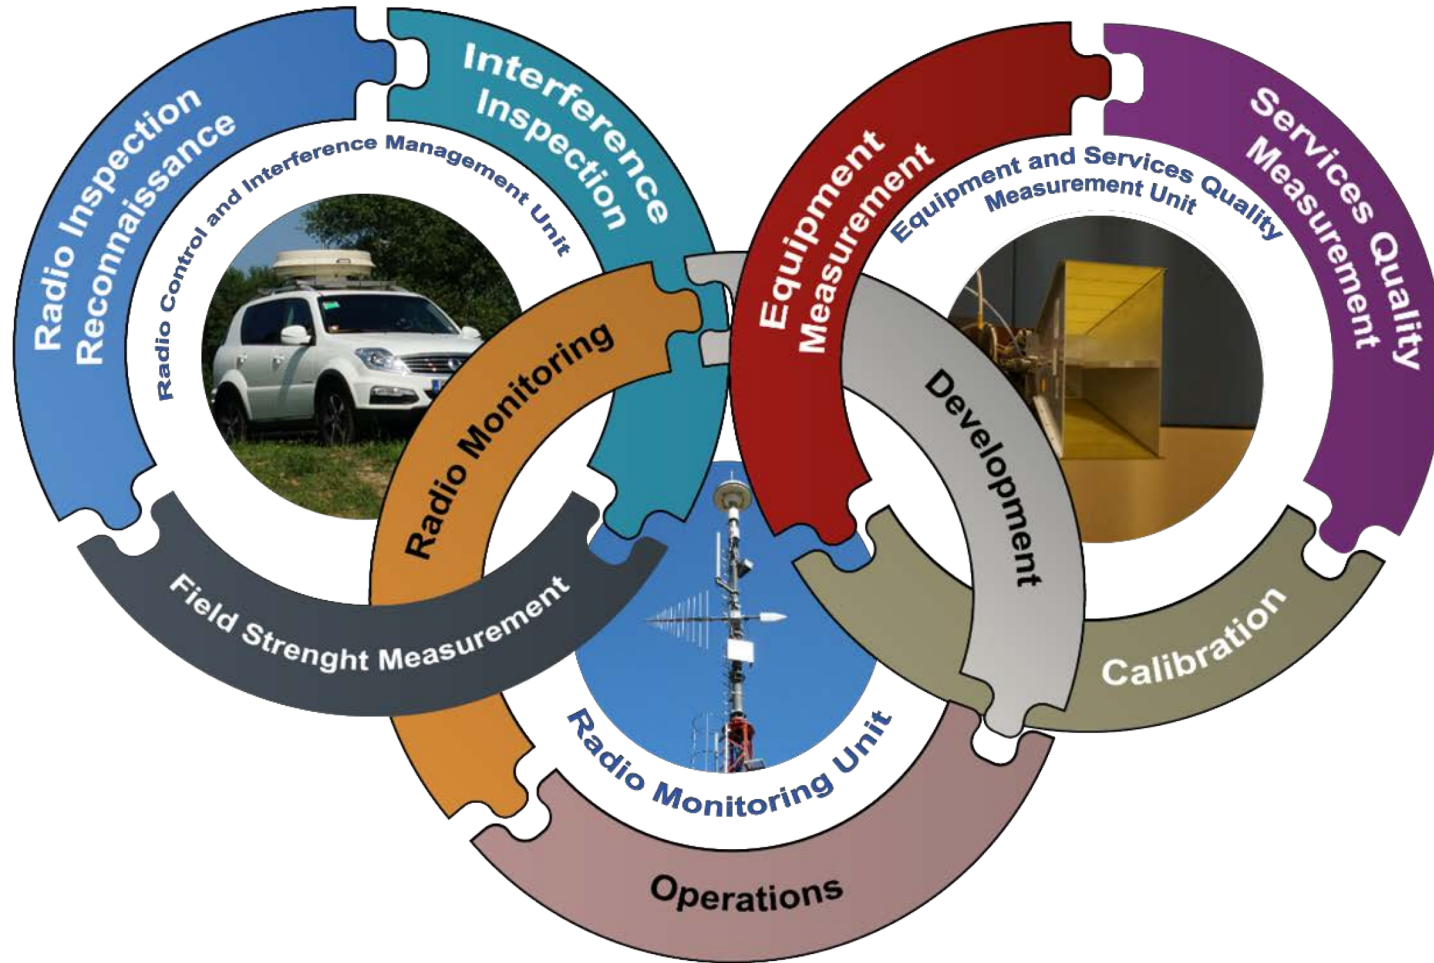 Radio Inspection
Reconnaissance
Interference
Inspection
Radio Control and Interference Management Unit
Field Strenght Measurement
Equipment
Measurement
Services Quality
Measurement
Equipment and Services Quality
Measurement Unit
Calibration
Radio Monitoring
Development
Radio Monitoring Unit
Operations